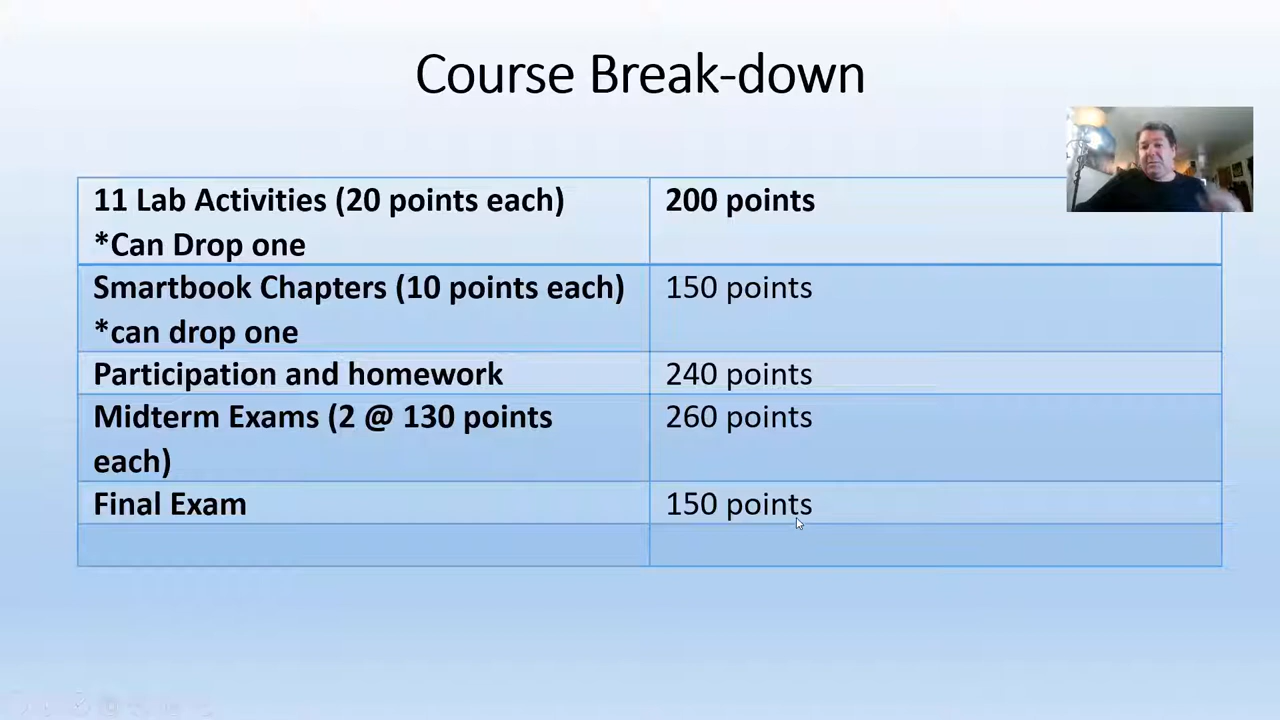 Course Break-down
11 Lab Activities (20 points each)
*Can Drop one
200 points
Smartbook Chapters (10 points each)
*can drop one
150 points
Participation and homework
240 points
Midterm Exams (2 @ 130 points
each)
260 points
Final Exam
150 points